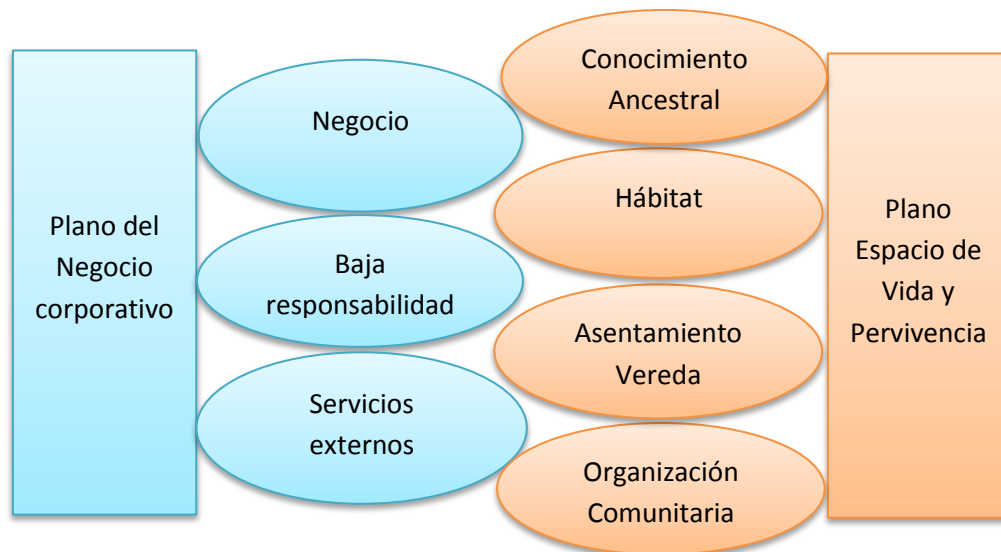 Plano del
Negocio
corporativo
Negocio
Baja
responsabilidad
Servicios
externos
Conocimiento
Ancestral
Hábitat
Asentamiento
Vereda
Organización
Comunitaria
Plano
Espacio de
Vida y
Pervivencia